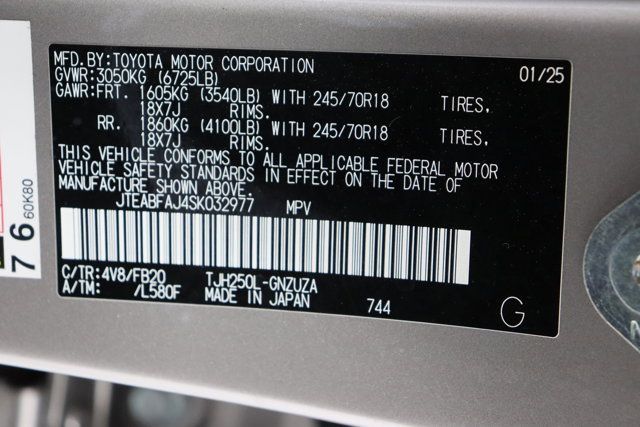 MFD.BY:TOYOTA MOTOR CORPORATION 01/25
GVWR:3050KG (6725LB)
GAWR:FRT. 1605KG (3540LB) WITH 245/70R18 TIRES.
18X7J RIMS.
RR. 1860KG (4100LB) WITH 245/70R18 TIRES.
18X7J RIMS.
THIS VEHICLE CONFORMS TO ALL APPLICABLE FEDERAL MOTOR
VEHICLE SAFETY STANDARDS IN EFFECT ON THE DATE OF
MANUFACTURE SHOWN ABOVE.
JTEABFAJ4SK032977 MPV
C/TR:4V8/FB20 TJH250L-GNZUZA
A/TM: /L580F MADE IN JAPAN 744 G
76
60K80